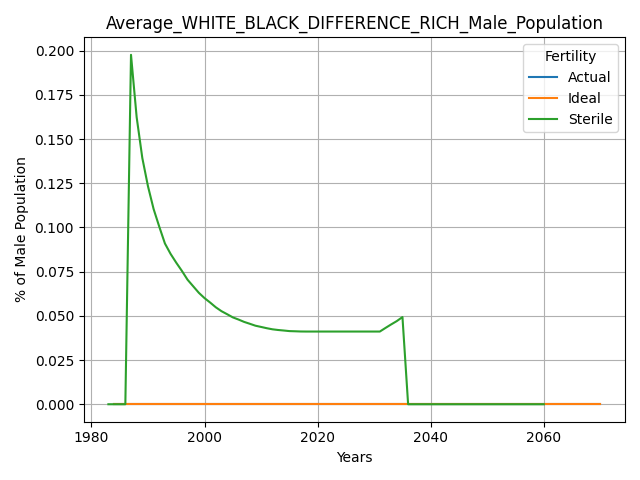 Average_WHITE_BLACK_DIFFERENCE_RICH_Male_Population
Fertility
Actual
Ideal
Sterile
% of Male Population
0.200
0.175
0.150
0.125
0.100
0.075
0.050
0.025
0.000
1980 2000 2020 2040 2060
Years